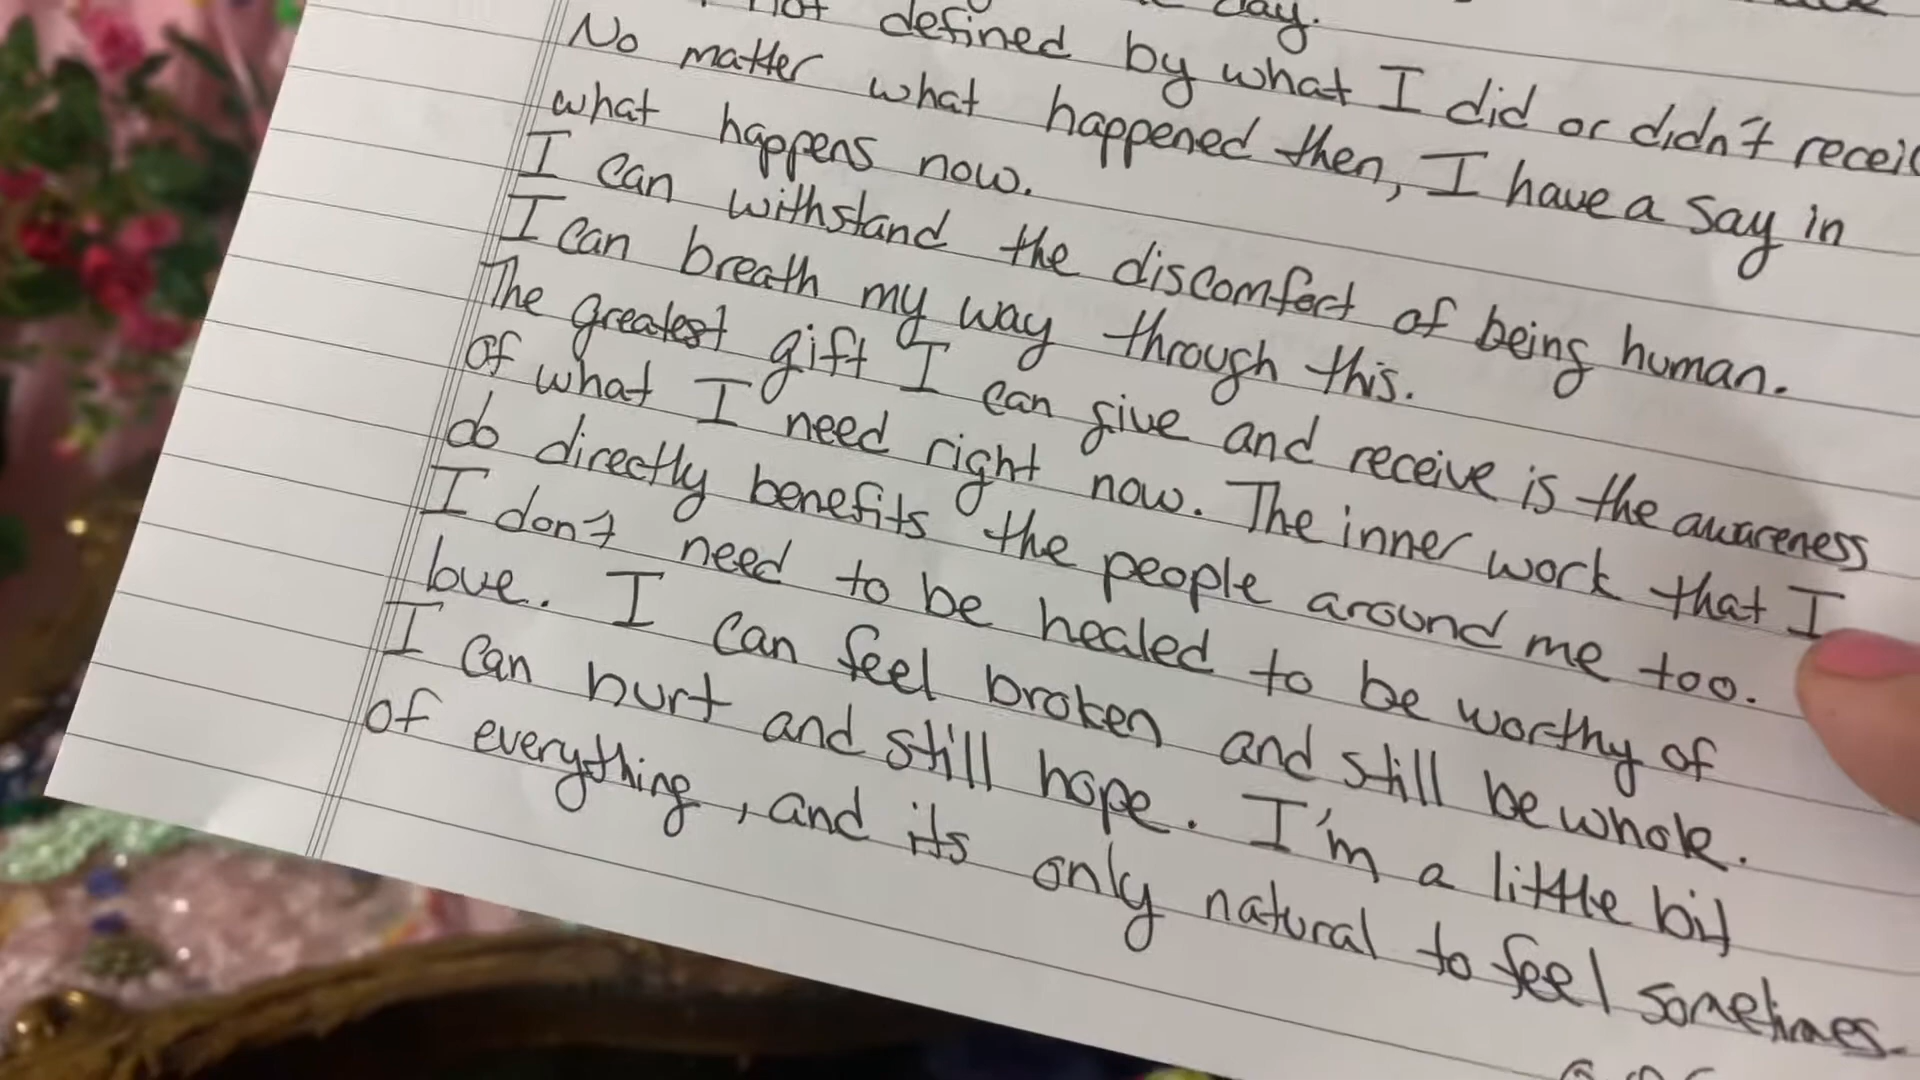 day.
not defined by what I did or didn't
No matter what happened then, I have a say in
what happens now.
I can withstand the discomfort of being human.
I can breath my way through this.
The greatest gift I can give and receive is the awareness
of what I need right now. The inner work that I
do directly benefits the people around me too.
I don't need to be healed to be worthy of
love. I can feel broken and still be whole.
I can hurt and still hope. I'm a little bit
of everything, and its only natural to feel sometimes